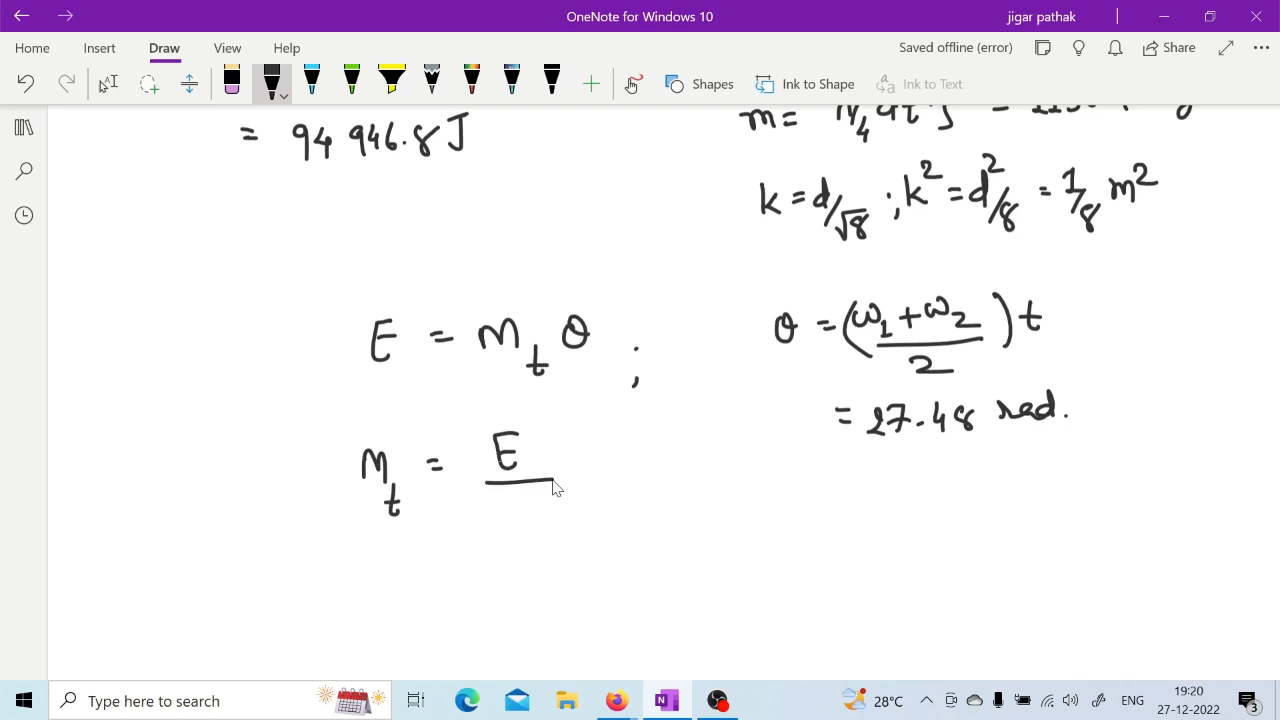 OneNote for Windows 10
jigar pathak
Home Insert Draw View Help
Saved offline (error) Share
Shapes Ink to Shape Ink to Text
= 94 946.8 J
m =
k = d/√8 ; k² = d²/8 = 1/8 m²
E = M_t θ ;
θ = (ω₁ + ω₂ / 2) t
= 27.48 rad.
M_t = E
Type here to search
28°C ENG 19:20
27-12-2022
3